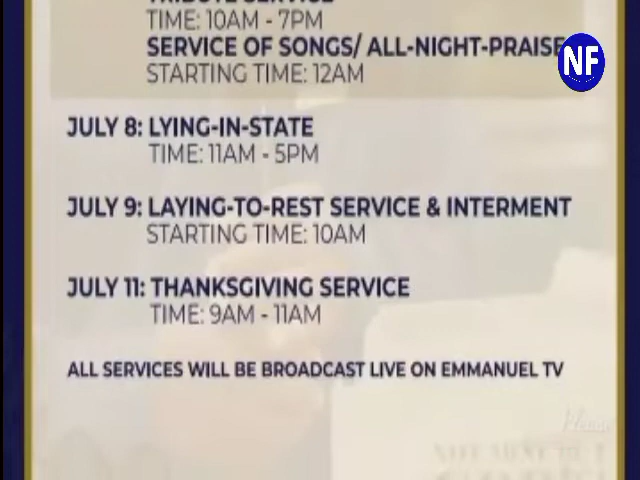 TRIBUTE SERVICE
TIME: 10AM - 7PM
SERVICE OF SONGS/ ALL-NIGHT-PRAISE
STARTING TIME: 12AM
NF
JULY 8: LYING-IN-STATE
TIME: 11AM - 5PM
JULY 9: LAYING-TO-REST SERVICE & INTERMENT
STARTING TIME: 10AM
JULY 11: THANKSGIVING SERVICE
TIME: 9AM - 11AM
ALL SERVICES WILL BE BROADCAST LIVE ON EMMANUEL TV